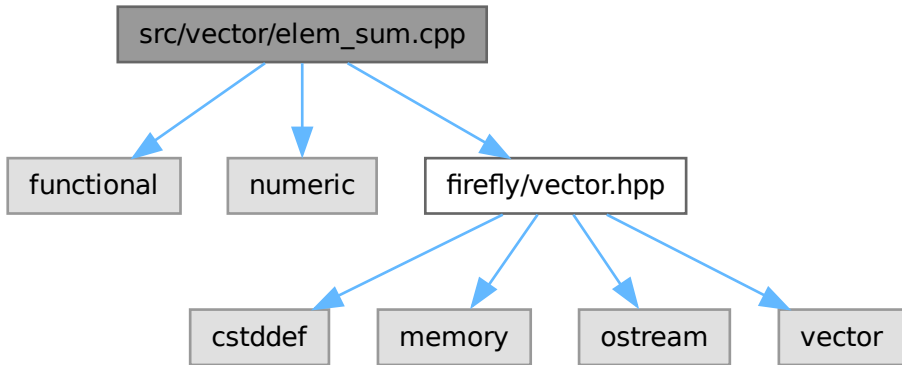 src/vector/elem_sum.cpp
functional
numeric
firefly/vector.hpp
cstddef
memory
ostream
vector